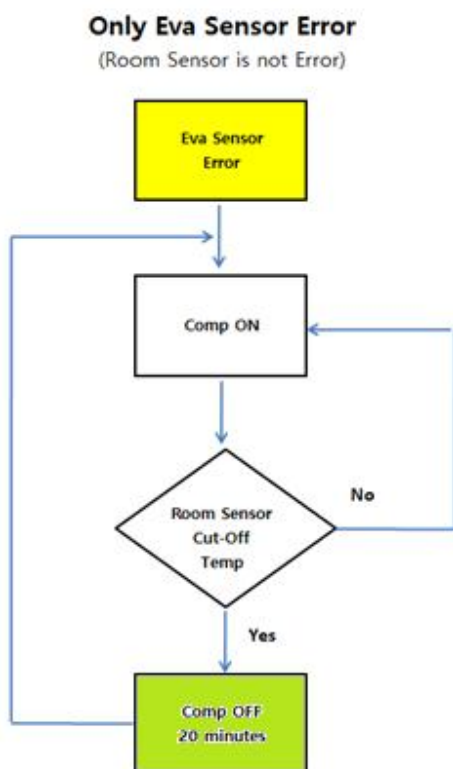 Only Eva Sensor Error
(Room Sensor is not Error)
Eva Sensor
Error
Comp ON
No
Room Sensor
Cut-Off
Temp
Yes
Comp OFF
20 minutes